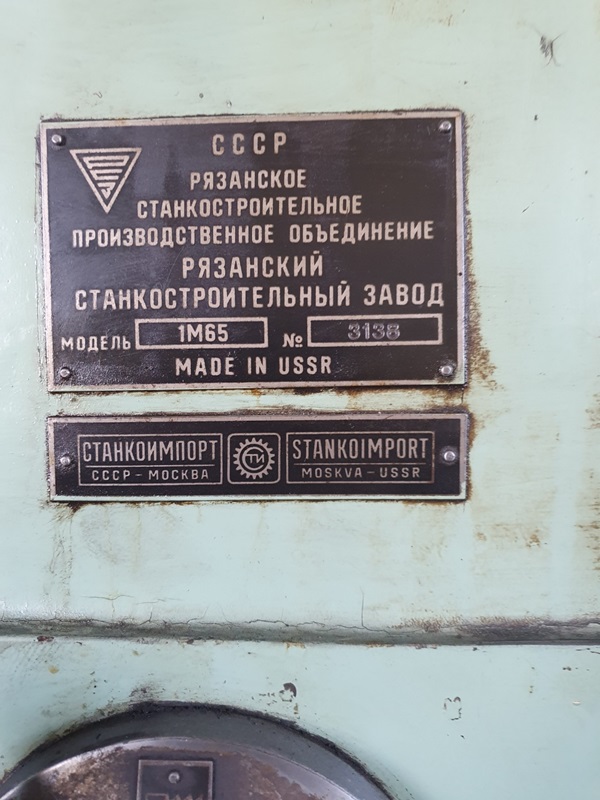 СССР
РЯЗАНСКОЕ
СТАНКОСТРОИТЕЛЬНОЕ
ПРОИЗВОДСТВЕННОЕ ОБЪЕДИНЕНИЕ
РЯЗАНСКИЙ
СТАНКОСТРОИТЕЛЬНЫЙ ЗАВОД
МОДЕЛЬ 1М65 № 3138
MADE IN USSR
СТАНКОИМПОРТ СТИ STANKOIMPORT
СССР – МОСКВА MOSKVA – USSR